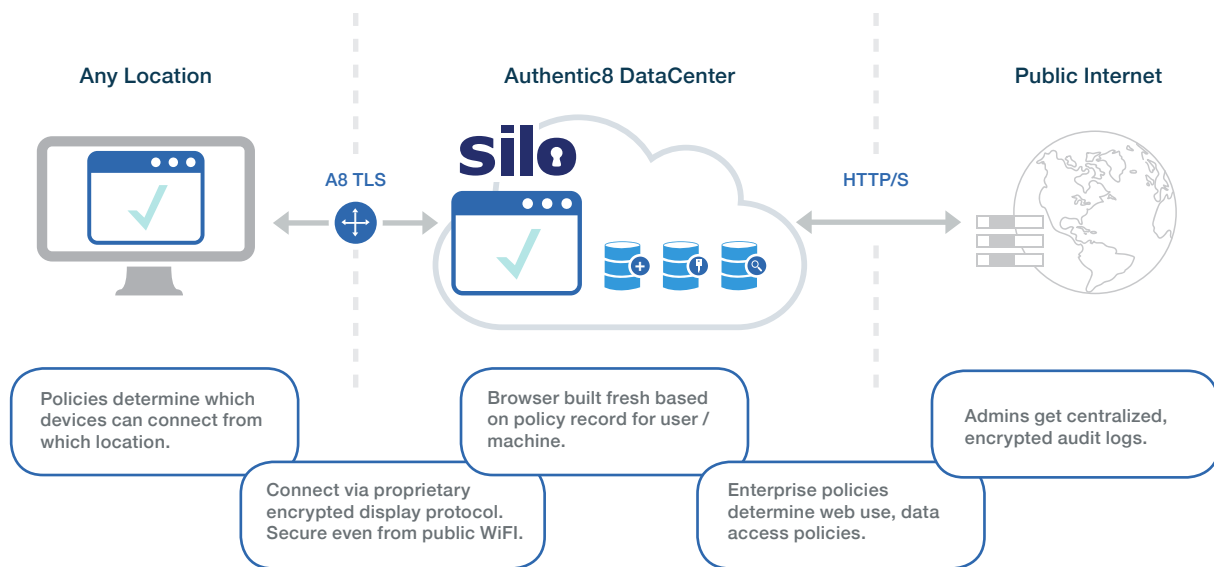 Any Location
Authentic8 DataCenter
Public Internet
silo
A8 TLS
HTTP/S
Policies determine which
devices can connect from
which location.
Connect via proprietary
encrypted display protocol.
Secure even from public WiFI.
Browser built fresh based
on policy record for user /
machine.
Enterprise policies
determine web use, data
access policies.
Admins get centralized,
encrypted audit logs.